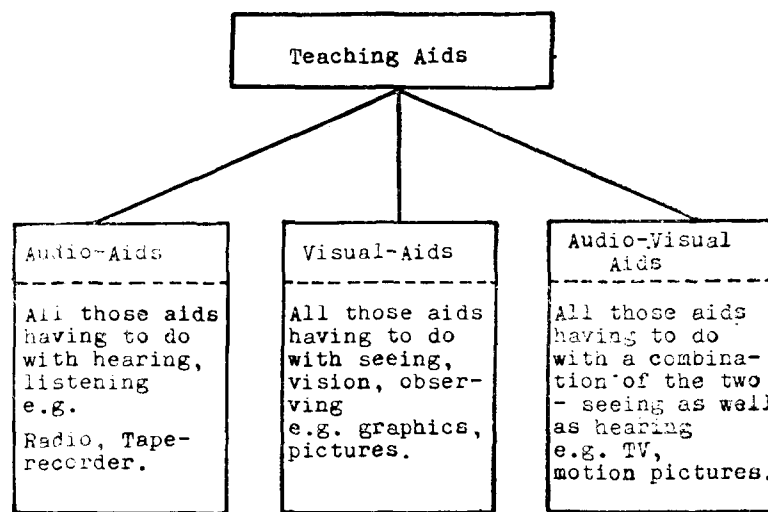 Teaching Aids
Audio-Aids
All those aids
having to do
with hearing,
listening
e.g.
Radio, Tape-
recorder.
Visual-Aids
All those aids
having to do
with seeing,
vision, obser-
ving
e.g. graphics,
pictures.
Audio-Visual
Aids
All those aids
having to do
with a combina-
tion of the two
- seeing as well
as hearing
e.g. TV,
motion pictures.